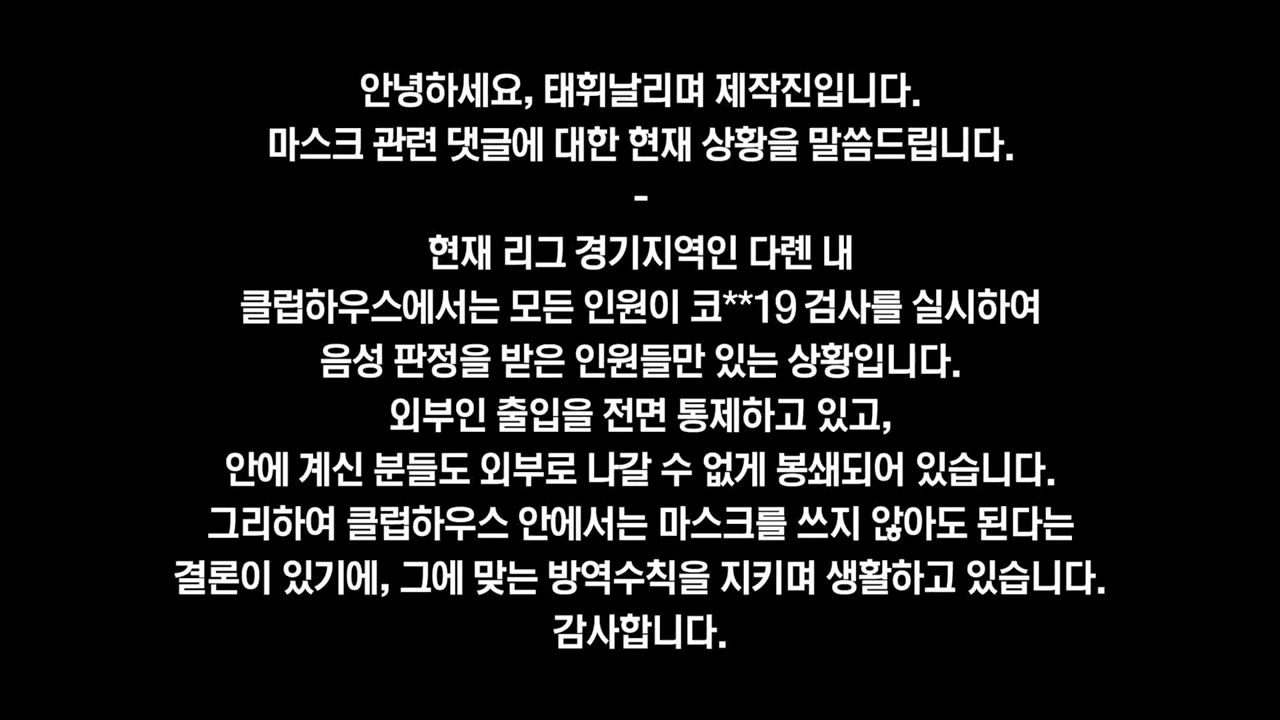 안녕하세요, 태휘날리며 제작진입니다.
마스크 관련 댓글에 대한 현재 상황을 말씀드립니다.
-
현재 리그 경기지역인 다롄 내
클럽하우스에서는 모든 인원이 코**19 검사를 실시하여
음성 판정을 받은 인원들만 있는 상황입니다.
외부인 출입을 전면 통제하고 있고,
안에 계신 분들도 외부로 나갈 수 없게 봉쇄되어 있습니다.
그리하여 클럽하우스 안에서는 마스크를 쓰지 않아도 된다는
결론이 있기에, 그에 맞는 방역수칙을 지키며 생활하고 있습니다.
감사합니다.